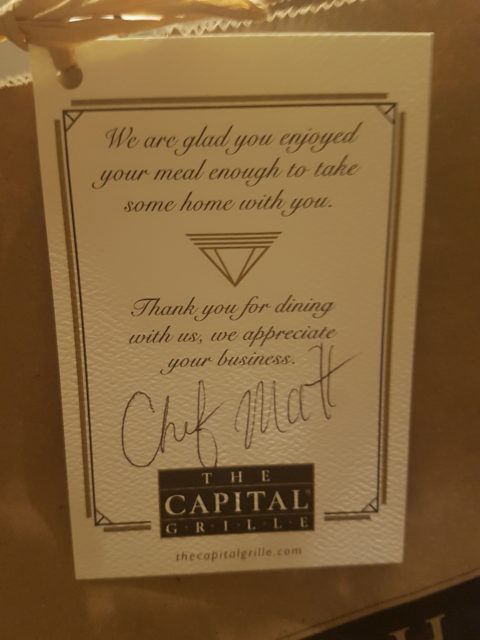 We are glad you enjoyed
your meal enough to take
some home with you.
Thank you for dining
with us, we appreciate
your business.
Chef Matt
THE
CAPITAL®
G·R·I·L·L·E
thecapitalgrille.com